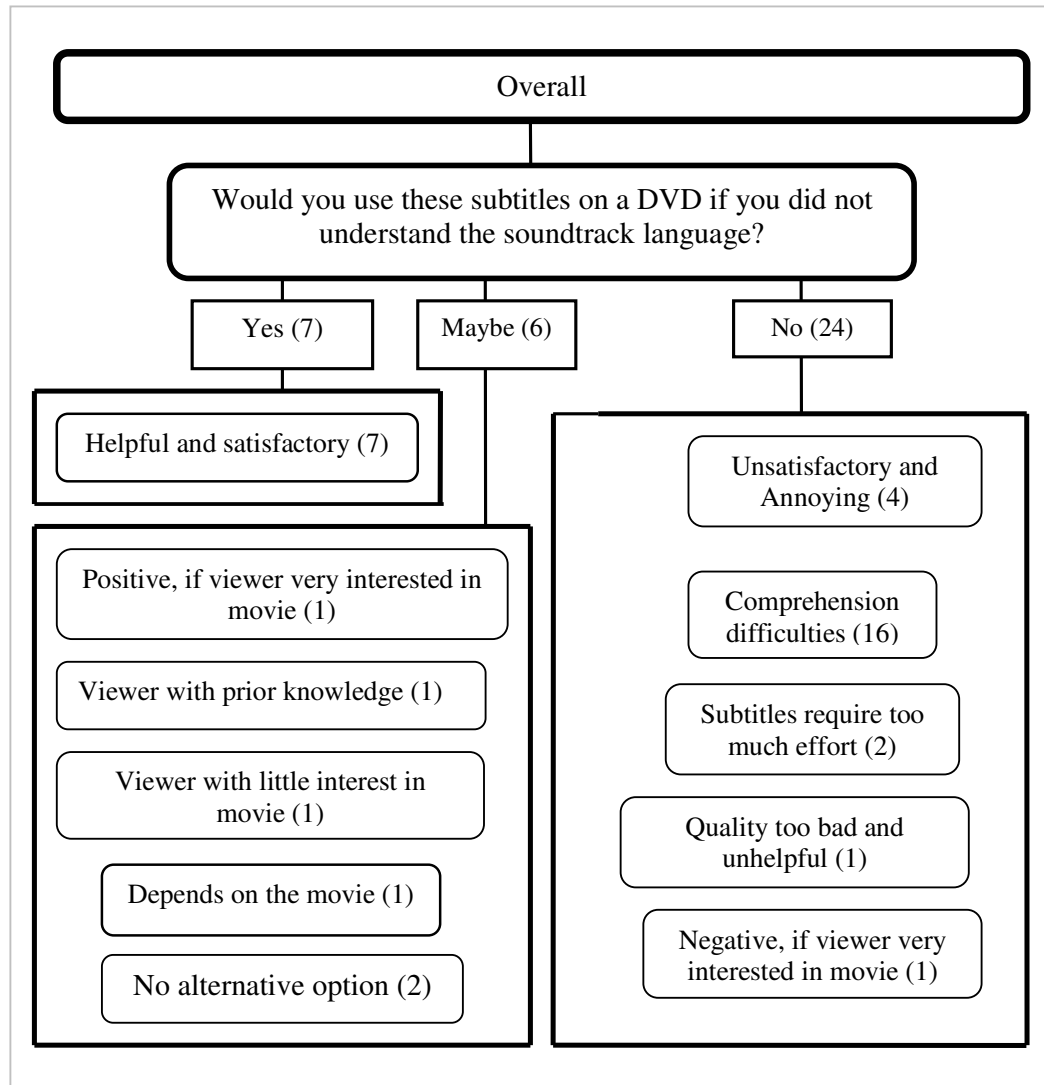 Overall
Would you use these subtitles on a DVD if you did not
understand the soundtrack language?
Yes (7)
Maybe (6)
No (24)
Helpful and satisfactory (7)
Positive, if viewer very interested in
movie (1)
Viewer with prior knowledge (1)
Viewer with little interest in
movie (1)
Depends on the movie (1)
No alternative option (2)
Unsatisfactory and
Annoying (4)
Comprehension
difficulties (16)
Subtitles require too
much effort (2)
Quality too bad and
unhelpful (1)
Negative, if viewer very
interested in movie (1)